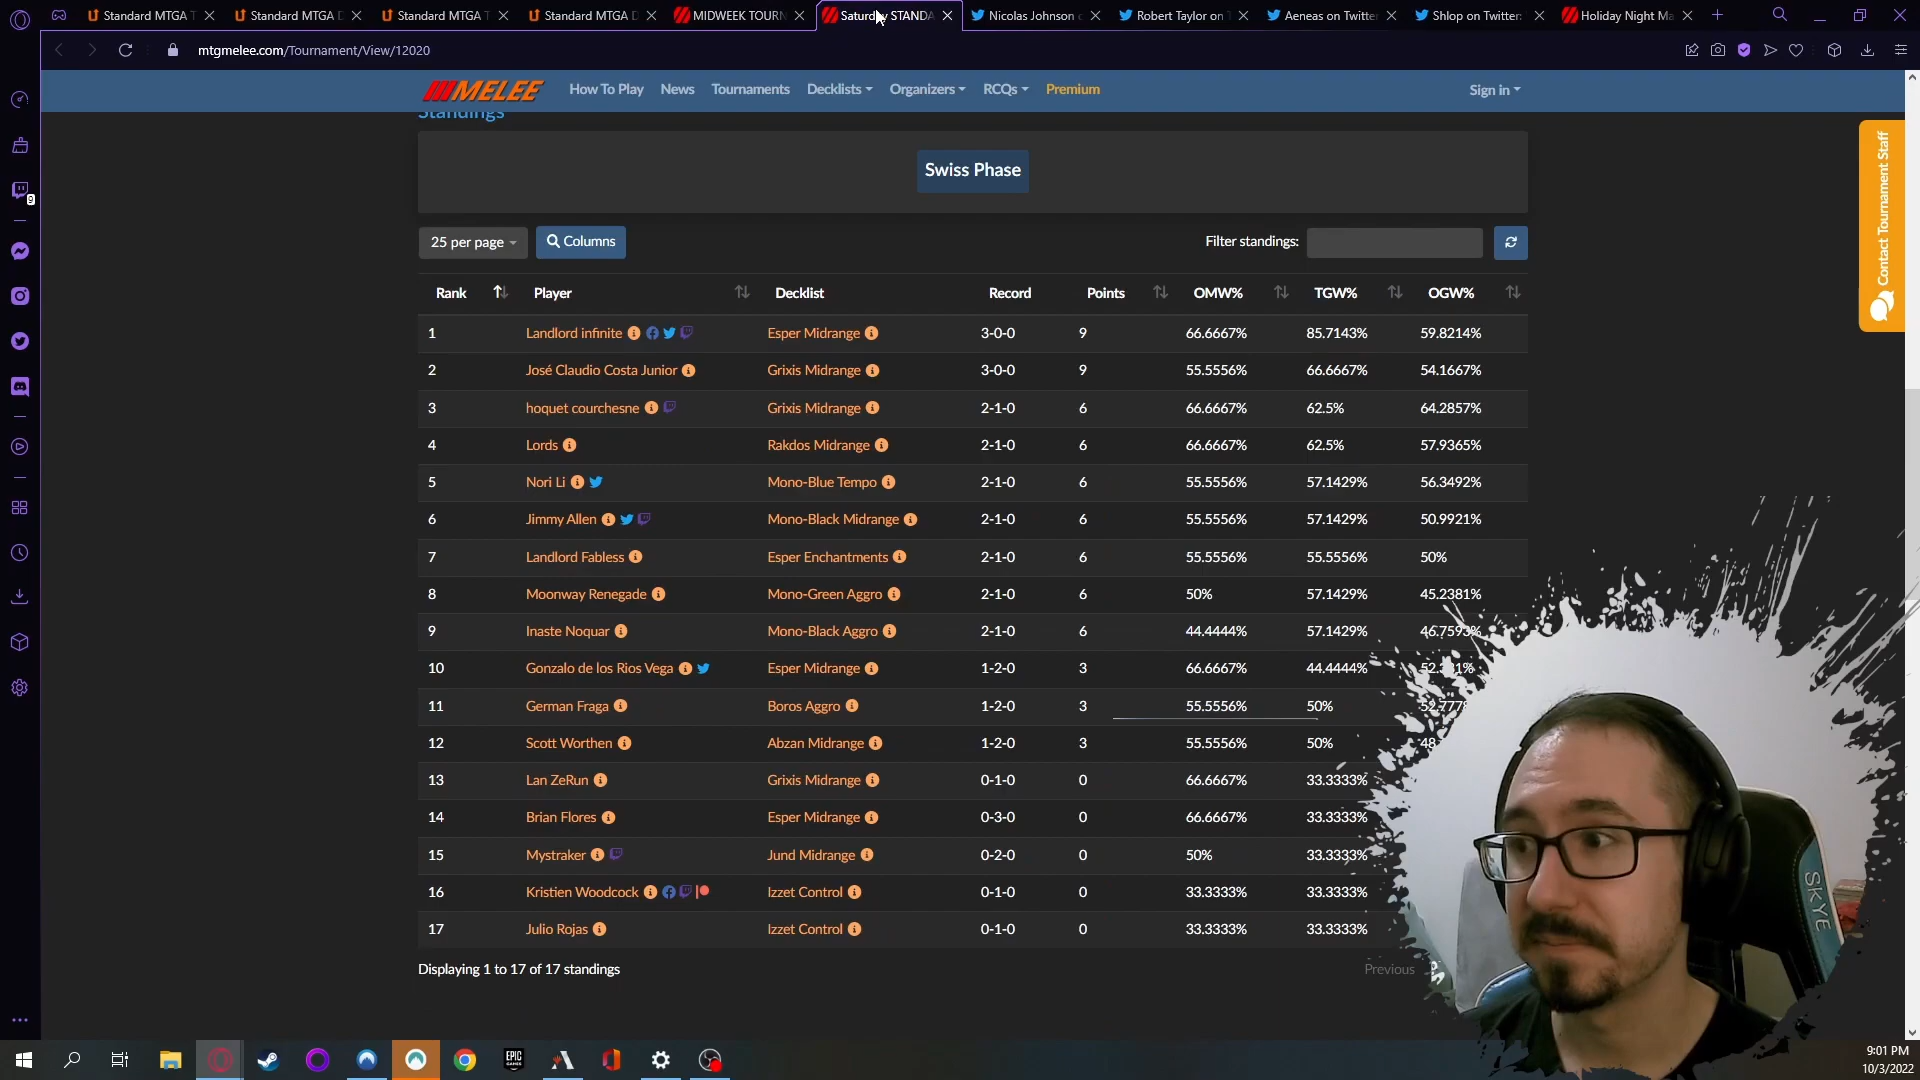 Standard MTGA T
Standard MTGA D
Standard MTGA T
Standard MTGA D
MIDWEEK TOURN
Saturday STANDA
Nicolas Johnson o
Robert Taylor on T
Aeneas on Twitter
Shlop on Twitter:
Holiday Night Ma
mtgmelee.com/Tournament/View/12020
MELEE
How To Play
News
Tournaments
Decklists
Organizers
RCQs
Premium
Sign in
Contact Tournament Staff
9
Standings
Swiss Phase
25 per page
Columns
Filter standings:
Rank Player Decklist Record Points OMW% TGW% OGW%
1 Landlord infinite Esper Midrange 3-0-0 9 66.6667% 85.7143% 59.8214%
2 José Claudio Costa Junior Grixis Midrange 3-0-0 9 55.5556% 66.6667% 54.1667%
3 hoquet courchesne Grixis Midrange 2-1-0 6 66.6667% 62.5% 64.2857%
4 Lords Rakdos Midrange 2-1-0 6 66.6667% 62.5% 57.9365%
5 Nori Li Mono-Blue Tempo 2-1-0 6 55.5556% 57.1429% 56.3492%
6 Jimmy Allen Mono-Black Midrange 2-1-0 6 55.5556% 57.1429% 50.9921%
7 Landlord Fabless Esper Enchantments 2-1-0 6 55.5556% 55.5556% 50%
8 Moonway Renegade Mono-Green Aggro 2-1-0 6 50% 57.1429% 45.2381%
9 Inaste Noquar Mono-Black Aggro 2-1-0 6 44.4444% 57.1429% 46.7593%
10 Gonzalo de los Rios Vega Esper Midrange 1-2-0 3 66.6667% 44.4444%
11 German Fraga Boros Aggro 1-2-0 3 55.5556% 50%
12 Scott Worthen Abzan Midrange 1-2-0 3 55.5556% 50%
13 Lan ZeRun Grixis Midrange 0-1-0 0 66.6667% 33.3333%
14 Brian Flores Esper Midrange 0-3-0 0 66.6667% 33.3333%
15 Mystraker Jund Midrange 0-2-0 0 50% 33.3333%
16 Kristien Woodcock Izzet Control 0-1-0 0 33.3333% 33.3333%
17 Julio Rojas Izzet Control 0-1-0 0 33.3333% 33.3333%
Displaying 1 to 17 of 17 standings
Previous
SKYE
EPIC GAMES
9:01 PM
10/3/2022